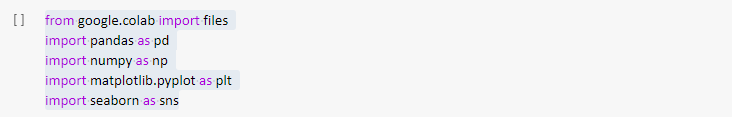 [ ]
from google.colab import files
import pandas as pd
import numpy as np
import matplotlib.pyplot as plt
import seaborn as sns